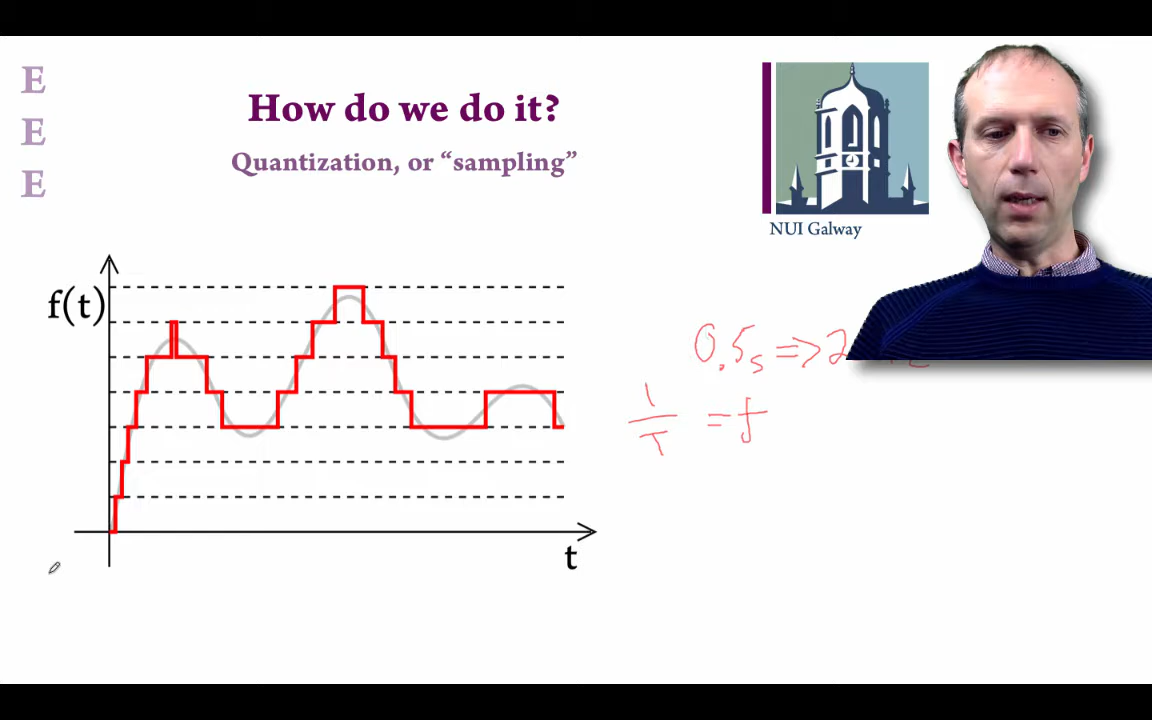 E
E
E
How do we do it?
Quantization, or “sampling”
NUI Galway
f(t)
t
0.5s => 2
1/T = f